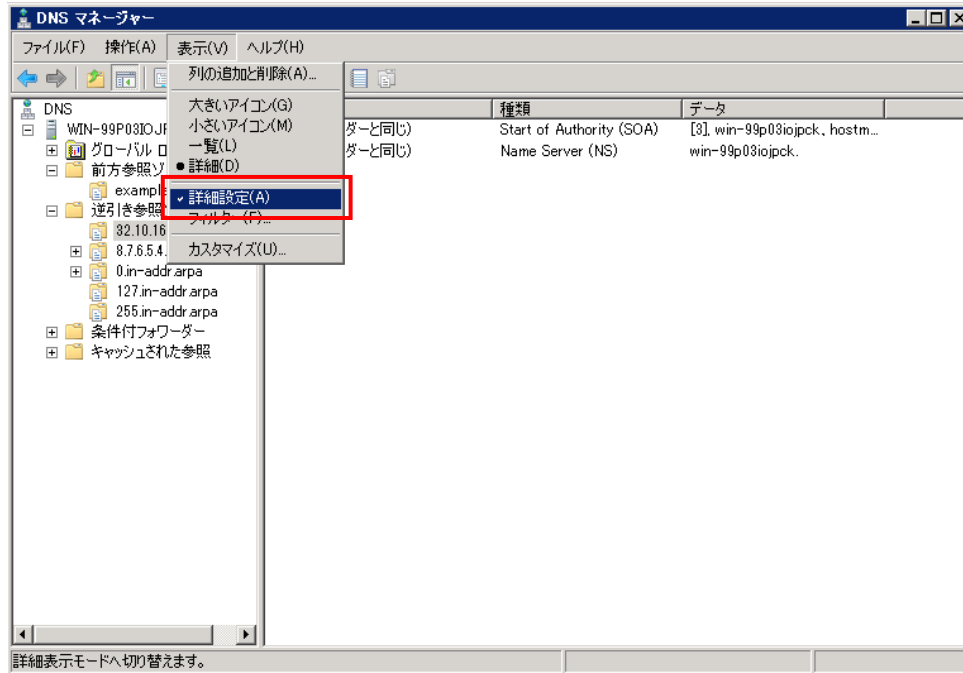 DNS マネージャー
ファイル(F) 操作(A) 表示(V) ヘルプ(H)
列の追加と削除(A)...
大きいアイコン(G)
小さいアイコン(M)
一覧(L)
詳細(D)
詳細設定(A)
フィルター(F)...
カスタマイズ(U)...
DNS
WIN-99P03IOJP
グローバル ロ
前方参照ゾ
example
逆引き参照
32.10.16
8.7.6.5.4.
0.in-addr.arpa
127.in-addr.arpa
255.in-addr.arpa
条件付フォワーダー
キャッシュされた参照
種類 データ
ダーと同じ) Start of Authority (SOA) [3], win-99p03iojpck., hostm...
ダーと同じ) Name Server (NS) win-99p03iojpck.
詳細表示モードへ切り替えます。